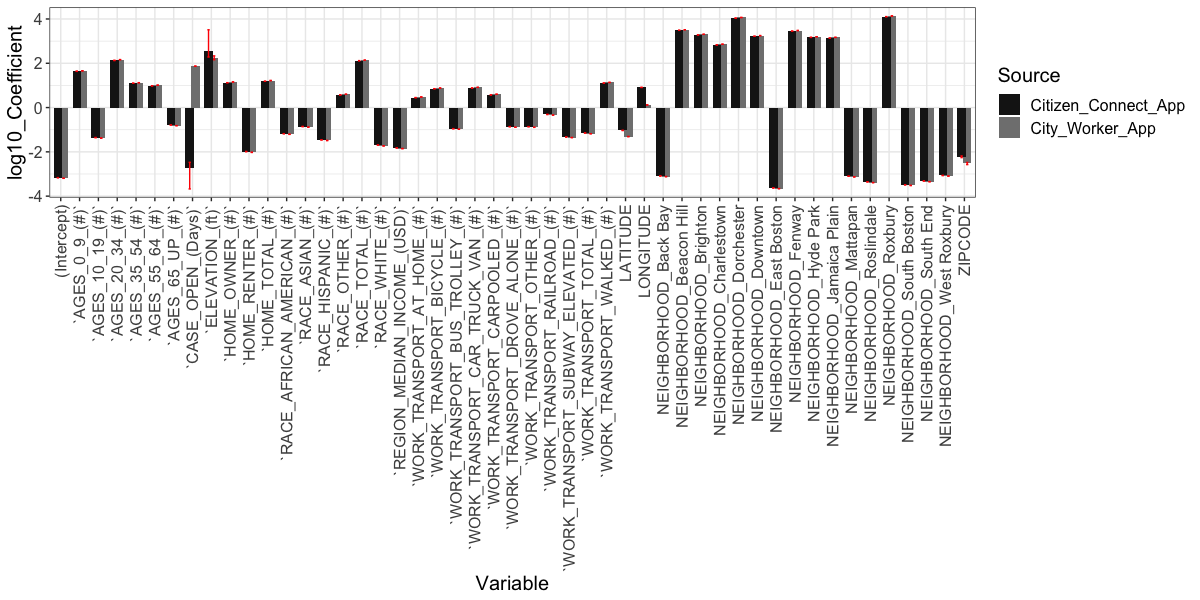 log10_Coefficient
4
2
0
-2
-4
(Intercept)
`AGES_0_9_(#)`
`AGES_10_19_(#)`
`AGES_20_34_(#)`
`AGES_35_54_(#)`
`AGES_55_64_(#)`
`AGES_65_UP_(#)`
`CASE_OPEN_(Days)`
`ELEVATION_(ft)`
`HOME_OWNER_(#)`
`HOME_RENTER_(#)`
`HOME_TOTAL_(#)`
`RACE_AFRICAN_AMERICAN_(#)`
`RACE_ASIAN_(#)`
`RACE_HISPANIC_(#)`
`RACE_OTHER_(#)`
`RACE_TOTAL_(#)`
`RACE_WHITE_(#)`
`REGION_MEDIAN_INCOME_(USD)`
`WORK_TRANSPORT_AT_HOME_(#)`
`WORK_TRANSPORT_BICYCLE_(#)`
`WORK_TRANSPORT_BUS_TROLLEY_(#)`
`WORK_TRANSPORT_CAR_TRUCK_VAN_(#)`
`WORK_TRANSPORT_CARPOOLED_(#)`
`WORK_TRANSPORT_DROVE_ALONE_(#)`
`WORK_TRANSPORT_OTHER_(#)`
`WORK_TRANSPORT_RAILROAD_(#)`
`WORK_TRANSPORT_SUBWAY_ELEVATED_(#)`
`WORK_TRANSPORT_TOTAL_(#)`
`WORK_TRANSPORT_WALKED_(#)`
LATITUDE
LONGITUDE
NEIGHBORHOOD_Back Bay
NEIGHBORHOOD_Beacon Hill
NEIGHBORHOOD_Brighton
NEIGHBORHOOD_Charlestown
NEIGHBORHOOD_Dorchester
NEIGHBORHOOD_Downtown
NEIGHBORHOOD_East Boston
NEIGHBORHOOD_Fenway
NEIGHBORHOOD_Hyde Park
NEIGHBORHOOD_Jamaica Plain
NEIGHBORHOOD_Mattapan
NEIGHBORHOOD_Roslindale
NEIGHBORHOOD_Roxbury
NEIGHBORHOOD_South Boston
NEIGHBORHOOD_South End
NEIGHBORHOOD_West Roxbury
ZIPCODE
Variable
Source
Citizen_Connect_App
City_Worker_App